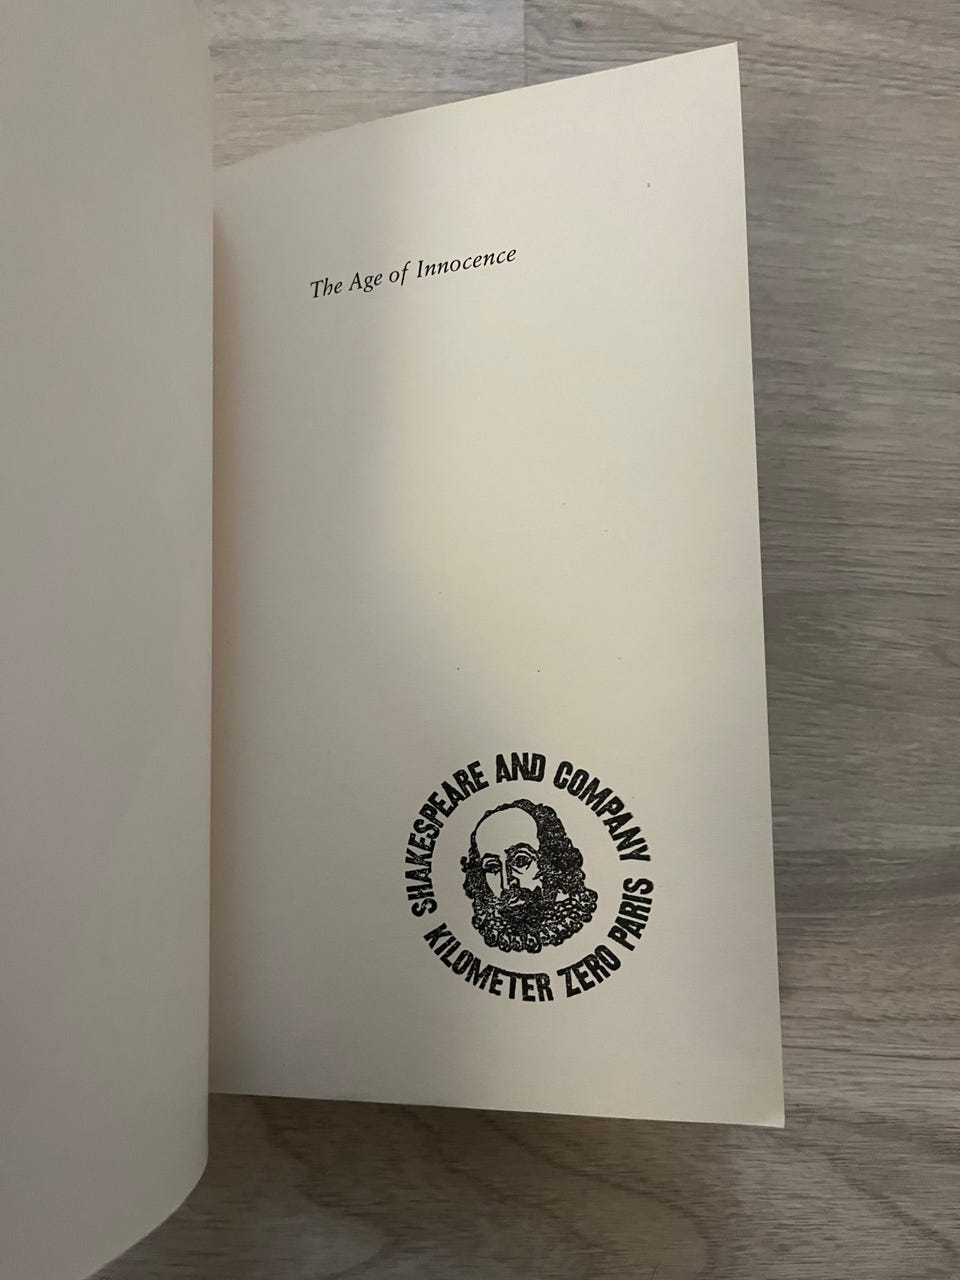 The Age of Innocence
SHAKESPEARE AND COMPANY
KILOMETER ZERO PARIS